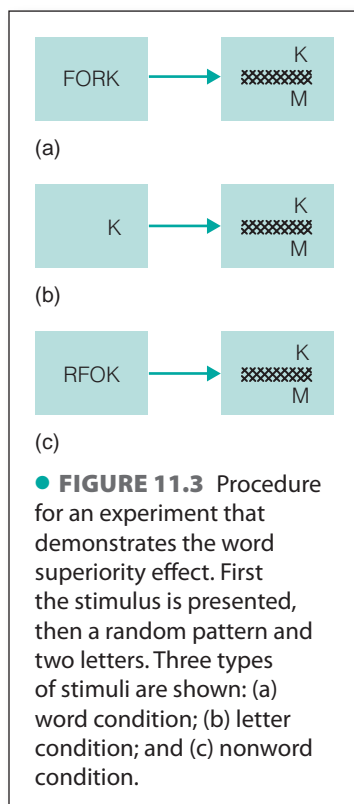 FORK
K
M
(a)
K
K
M
(b)
RFOK
K
M
(c)
● FIGURE 11.3 Procedure
for an experiment that
demonstrates the word
superiority effect. First
the stimulus is presented,
then a random pattern and
two letters. Three types
of stimuli are shown: (a)
word condition; (b) letter
condition; and (c) nonword
condition.